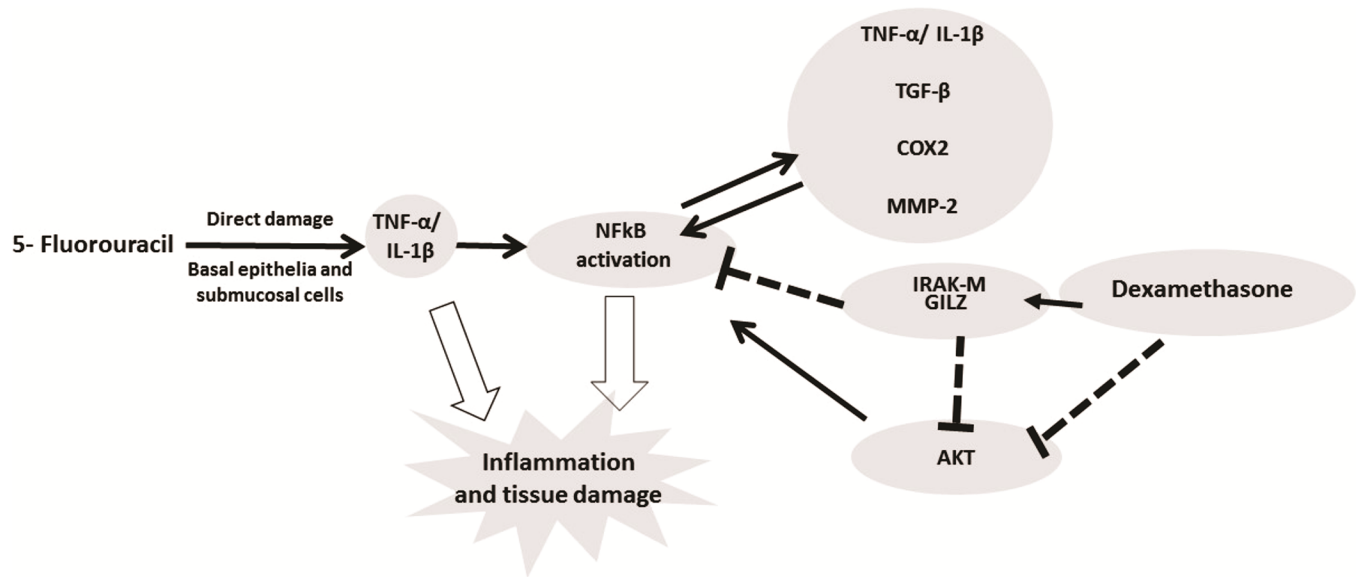 TNF-α/ IL-1β
TGF-β
COX2
MMP-2
5- Fluorouracil
Direct damage
Basal epithelia and
submucosal cells
TNF-α/
IL-1β
NFkB
activation
IRAK-M
GILZ
Dexamethasone
AKT
Inflammation
and tissue damage